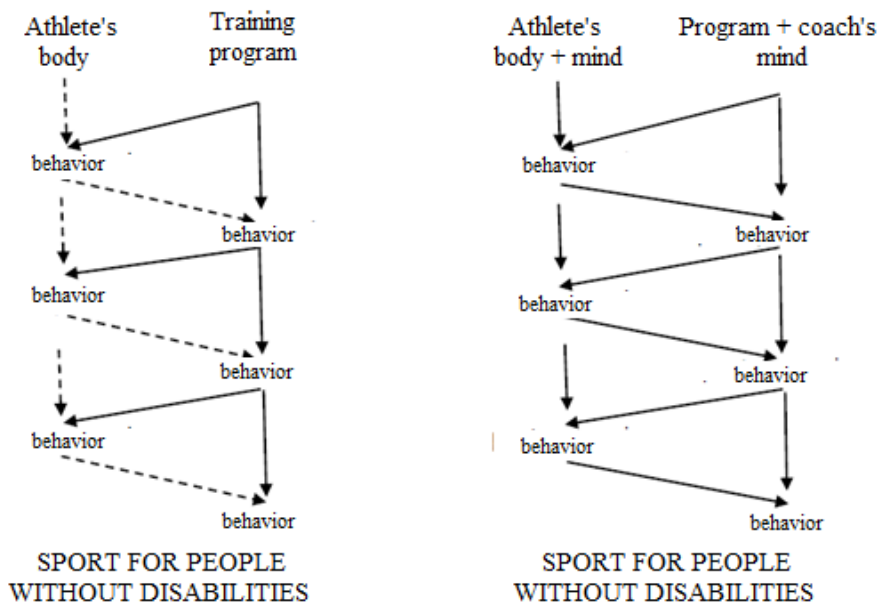 Athlete's
body
Training
program
behavior
behavior
behavior
behavior
behavior
behavior
SPORT FOR PEOPLE
WITHOUT DISABILITIES
Athlete's
body + mind
Program + coach's
mind
behavior
behavior
behavior
behavior
behavior
behavior
SPORT FOR PEOPLE
WITHOUT DISABILITIES